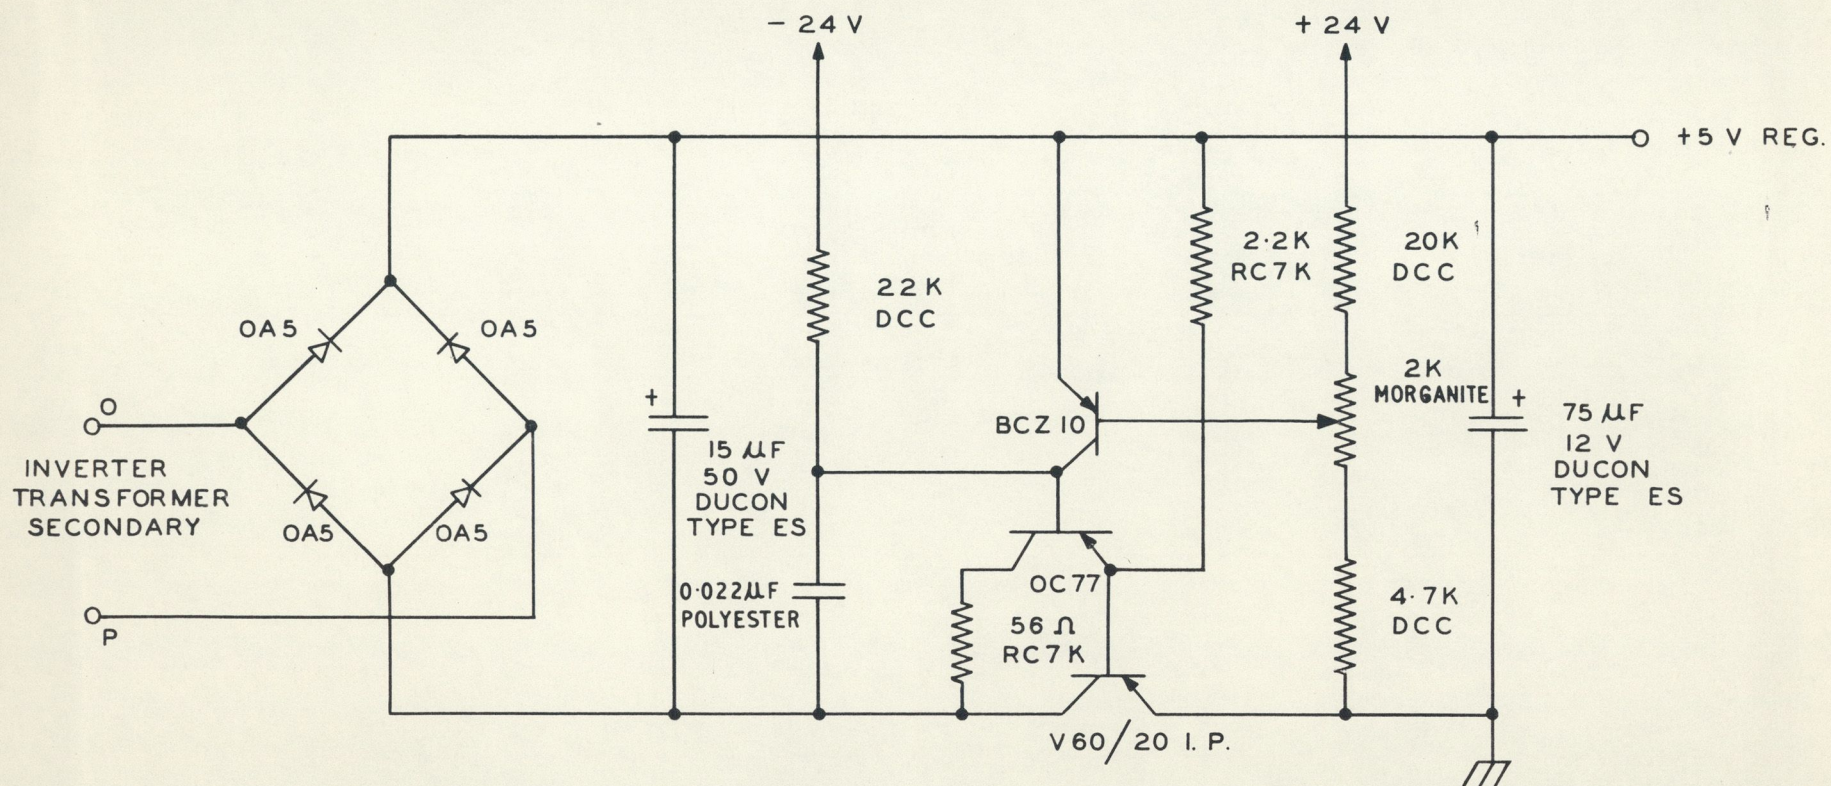 - 24 V
+ 24 V
+5 V REG.
OA5
OA5
2·2K
RC7K
20K
DCC
22K
DCC
2K
MORGANITE
+
+
O
BCZ 10
75 µF
12 V
DUCON
TYPE ES
15 µF
50 V
DUCON
TYPE ES
INVERTER
TRANSFORMER
SECONDARY
OA5
OA5
0·022µF
POLYESTER
OC77
4·7K
DCC
P
56 Ω
RC7K
V60/20 I.P.